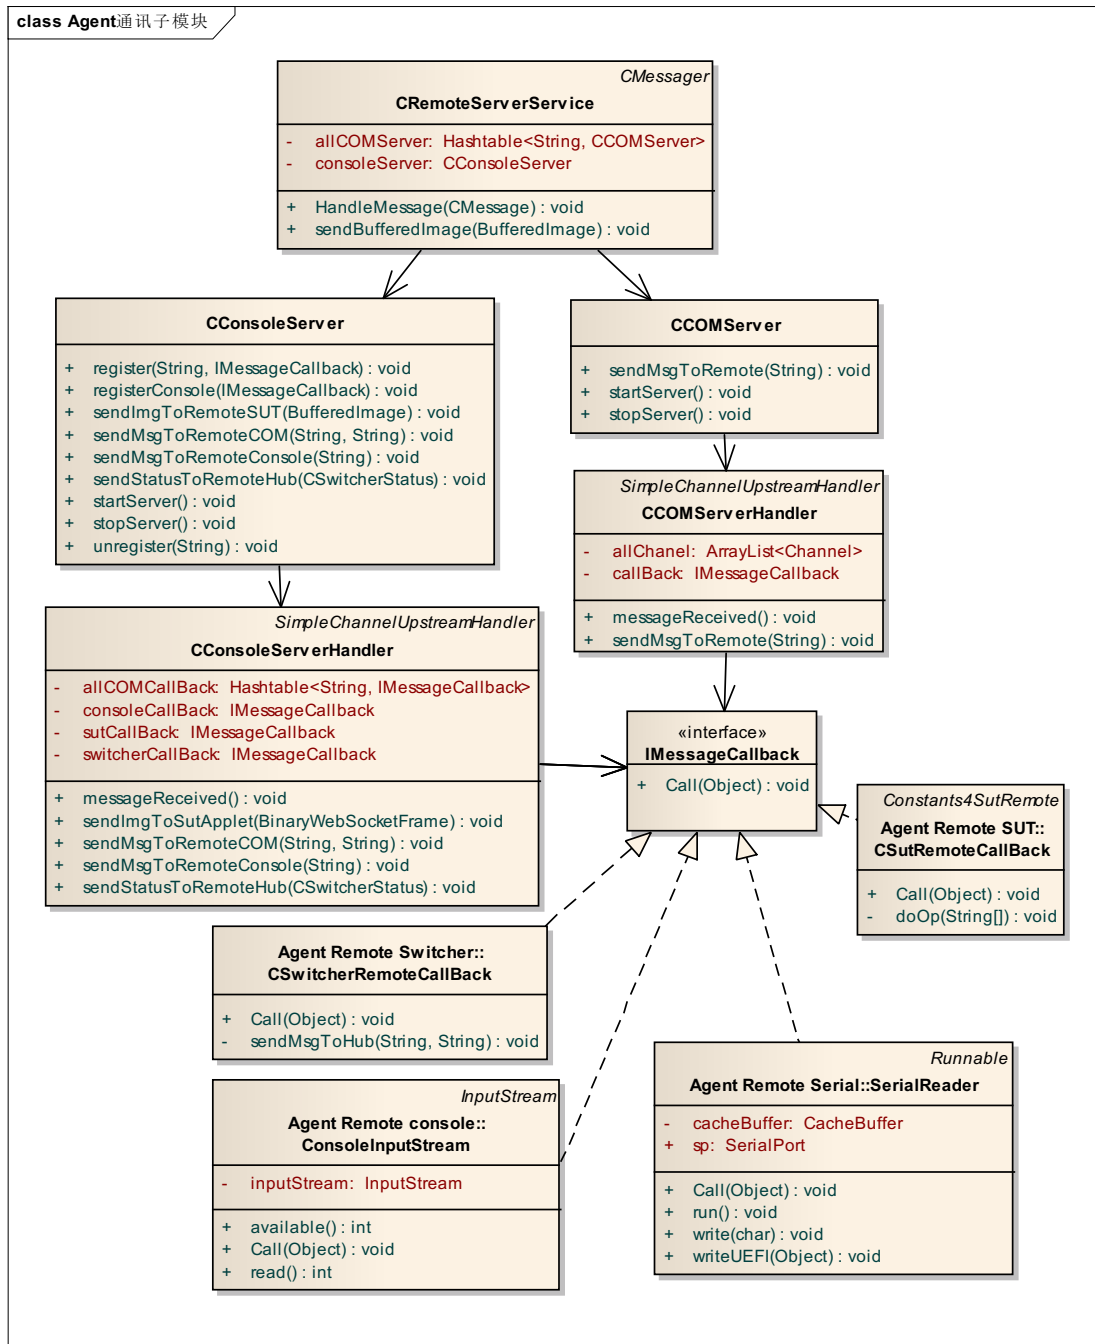 class Agent通讯子模块
CMessager
CRemoteServerService
- allCOMServer: Hashtable<String, CCOMServer>
- consoleServer: CConsoleServer
+ HandleMessage(CMessage) : void
+ sendBufferedImage(BufferedImage) : void
CConsoleServer
+ register(String, IMessageCallback) : void
+ registerConsole(IMessageCallback) : void
+ sendImgToRemoteSUT(BufferedImage) : void
+ sendMsgToRemoteCOM(String, String) : void
+ sendMsgToRemoteConsole(String) : void
+ sendStatusToRemoteHub(CSwitcherStatus) : void
+ startServer() : void
+ stopServer() : void
+ unregister(String) : void
CCOMServer
+ sendMsgToRemote(String) : void
+ startServer() : void
+ stopServer() : void
SimpleChannelUpstreamHandler
CCOMServerHandler
- allChanel: ArrayList<Channel>
- callBack: IMessageCallback
+ messageReceived() : void
+ sendMsgToRemote(String) : void
SimpleChannelUpstreamHandler
CConsoleServerHandler
- allCOMCallBack: Hashtable<String, IMessageCallback>
- consoleCallBack: IMessageCallback
- sutCallBack: IMessageCallback
- switcherCallBack: IMessageCallback
+ messageReceived() : void
+ sendImgToSutApplet(BinaryWebSocketFrame) : void
+ sendMsgToRemoteCOM(String, String) : void
+ sendMsgToRemoteConsole(String) : void
+ sendStatusToRemoteHub(CSwitcherStatus) : void
«interface»
IMessageCallback
+ Call(Object) : void
Constants4SutRemote
Agent Remote SUT::
CSutRemoteCallBack
+ Call(Object) : void
- doOp(String[]) : void
Agent Remote Switcher::
CSwitcherRemoteCallBack
+ Call(Object) : void
- sendMsgToHub(String, String) : void
InputStream
Agent Remote console::
ConsoleInputStream
- inputStream: InputStream
+ available() : int
+ Call(Object) : void
+ read() : int
Runnable
Agent Remote Serial::SerialReader
- cacheBuffer: CacheBuffer
+ sp: SerialPort
+ Call(Object) : void
+ run() : void
+ write(char) : void
+ writeUEFI(Object) : void